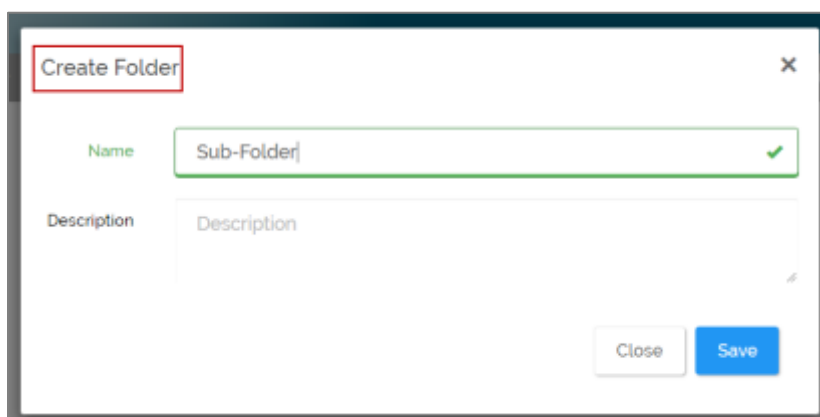 Create Folder
Name
Sub-Folder
Description
Description
Close
Save